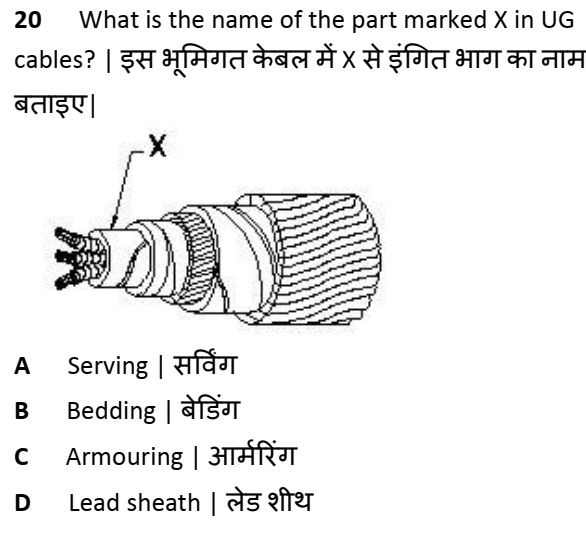 20 What is the name of the part marked X in UG
cables? | इस भूमिगत केबल में X से इंगित भाग का नाम
बताइए|
X
A Serving | सर्विंग
B Bedding | बेडिंग
C Armouring | आर्मरिंग
D Lead sheath | लेड शीथ